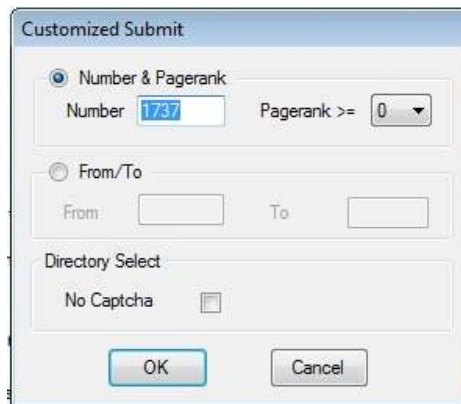 Customized Submit
Number & Pagerank
Number 1737 Pagerank >= 0
From/To
From To
Directory Select
No Captcha
OK Cancel